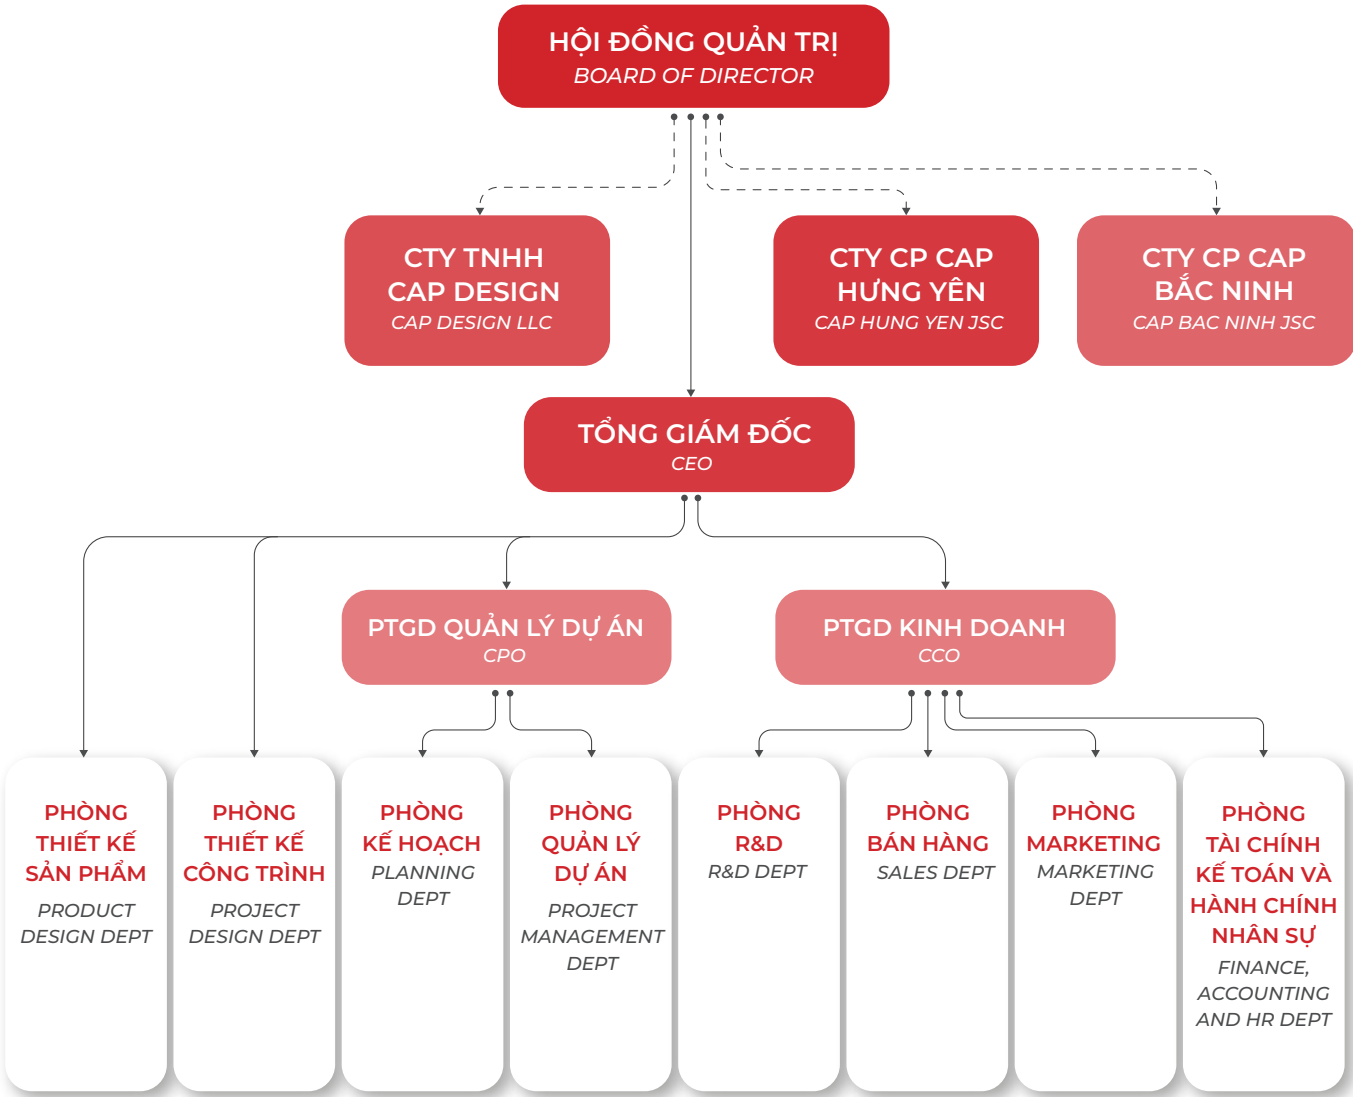 HỘI ĐỒNG QUẢN TRỊ
BOARD OF DIRECTOR
CTY TNHH
CAP DESIGN
CAP DESIGN LLC
CTY CP CAP
HƯNG YÊN
CAP HUNG YEN JSC
CTY CP CAP
BẮC NINH
CAP BAC NINH JSC
TỔNG GIÁM ĐỐC
CEO
PTGD QUẢN LÝ DỰ ÁN
CPO
PTGD KINH DOANH
CCO
PHÒNG
THIẾT KẾ
SẢN PHẨM
PRODUCT
DESIGN DEPT
PHÒNG
THIẾT KẾ
CÔNG TRÌNH
PROJECT
DESIGN DEPT
PHÒNG
KẾ HOẠCH
PLANNING
DEPT
PHÒNG
QUẢN LÝ
DỰ ÁN
PROJECT
MANAGEMENT
DEPT
PHÒNG
R&D
R&D DEPT
PHÒNG
BÁN HÀNG
SALES DEPT
PHÒNG
MARKETING
MARKETING
DEPT
PHÒNG
TÀI CHÍNH
KẾ TOÁN VÀ
HÀNH CHÍNH
NHÂN SỰ
FINANCE,
ACCOUNTING
AND HR DEPT